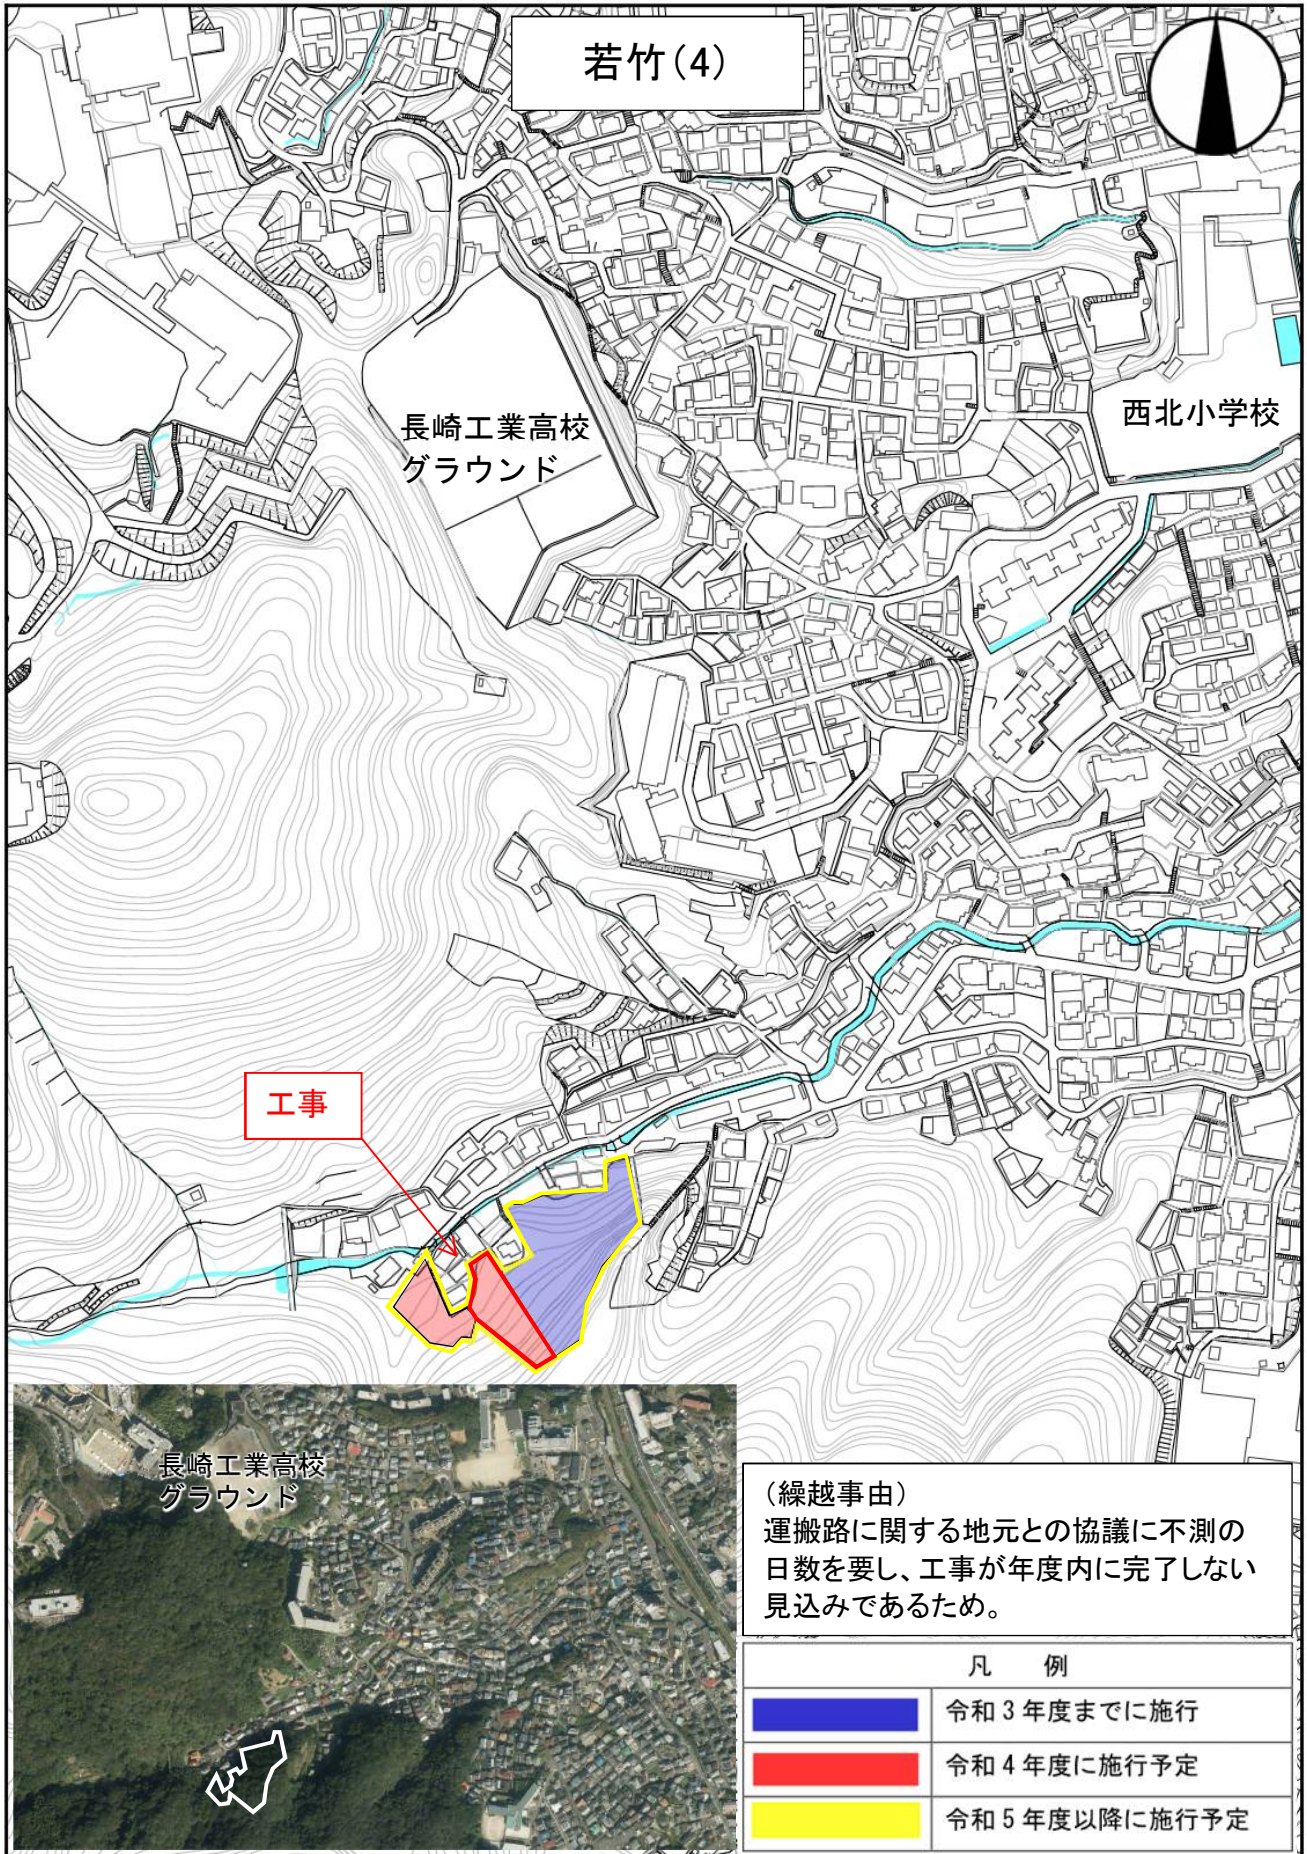 若竹(4)
長崎工業高校
グラウンド
西北小学校
工事
長崎工業高校
グラウンド
(繰越事由)
運搬路に関する地元との協議に不測の
日数を要し、工事が年度内に完了しない
見込みであるため。
凡 例
令和3年度までに施行
令和4年度に施行予定
令和5年度以降に施行予定